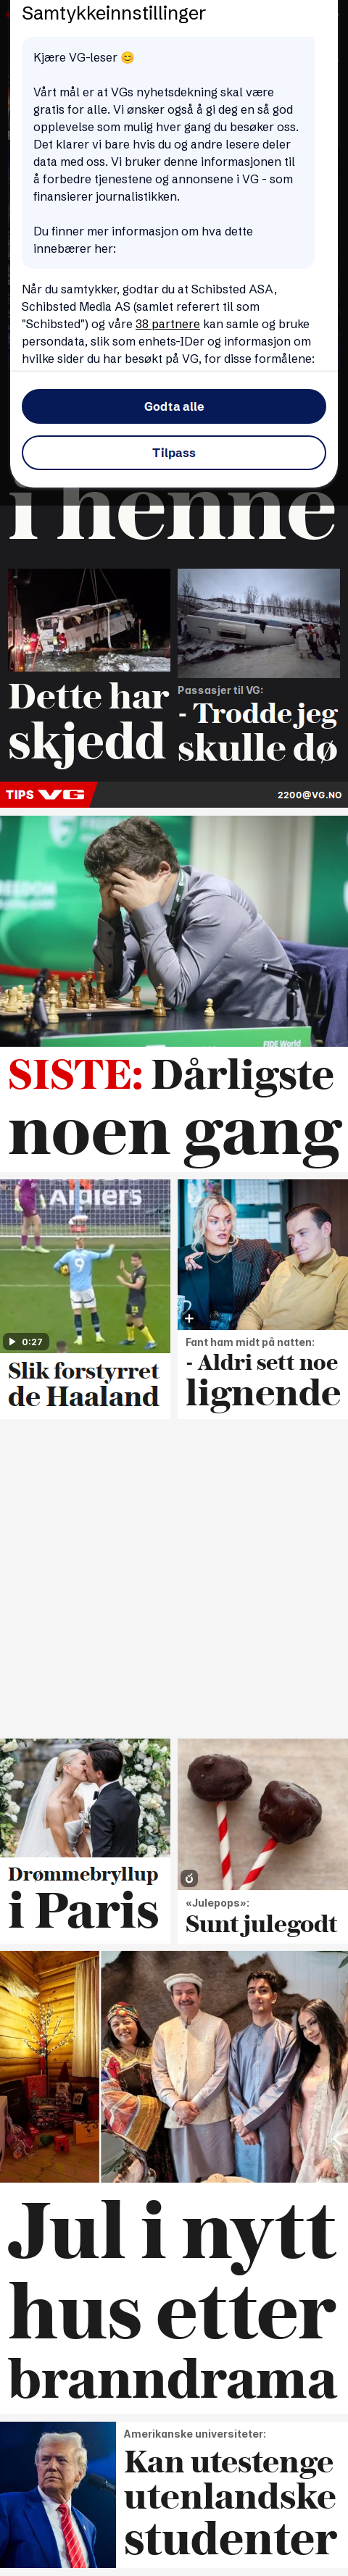 Samtykkeinnstillinger
Kjære VG-leser 😊
Vårt mål er at VGs nyhetsdekning skal være
gratis for alle. Vi ønsker også å gi deg en så god
opplevelse som mulig hver gang du besøker oss.
Det klarer vi bare hvis du og andre lesere deler
data med oss. Vi bruker denne informasjonen til
å forbedre tjenestene og annonsene i VG - som
finansierer journalistikken.
Du finner mer informasjon om hva dette
innebærer her:
Når du samtykker, godtar du at Schibsted ASA,
Schibsted Media AS (samlet referert til som
"Schibsted") og våre 38 partnere kan samle og bruke
persondata, slik som enhets-IDer og informasjon om
hvilke sider du har besøkt på VG, for disse formålene:
Godta alle
Tilpass
i henne
Dette har
skjedd
Passasjer til VG:
- Trodde jeg
skulle dø
TIPS VG
2200@VG.NO
FIDE World
SISTE: Dårligste
noen gang
9
0:27
Slik forstyrret
de Haaland
Fant ham midt på natten:
- Aldri sett noe
lignende
Drømmebryllup
i Paris
«Julepops»:
Sunt julegodt
Jul i nytt
hus etter
branndrama
Amerikanske universiteter:
Kan utestenge
utenlandske
studenter